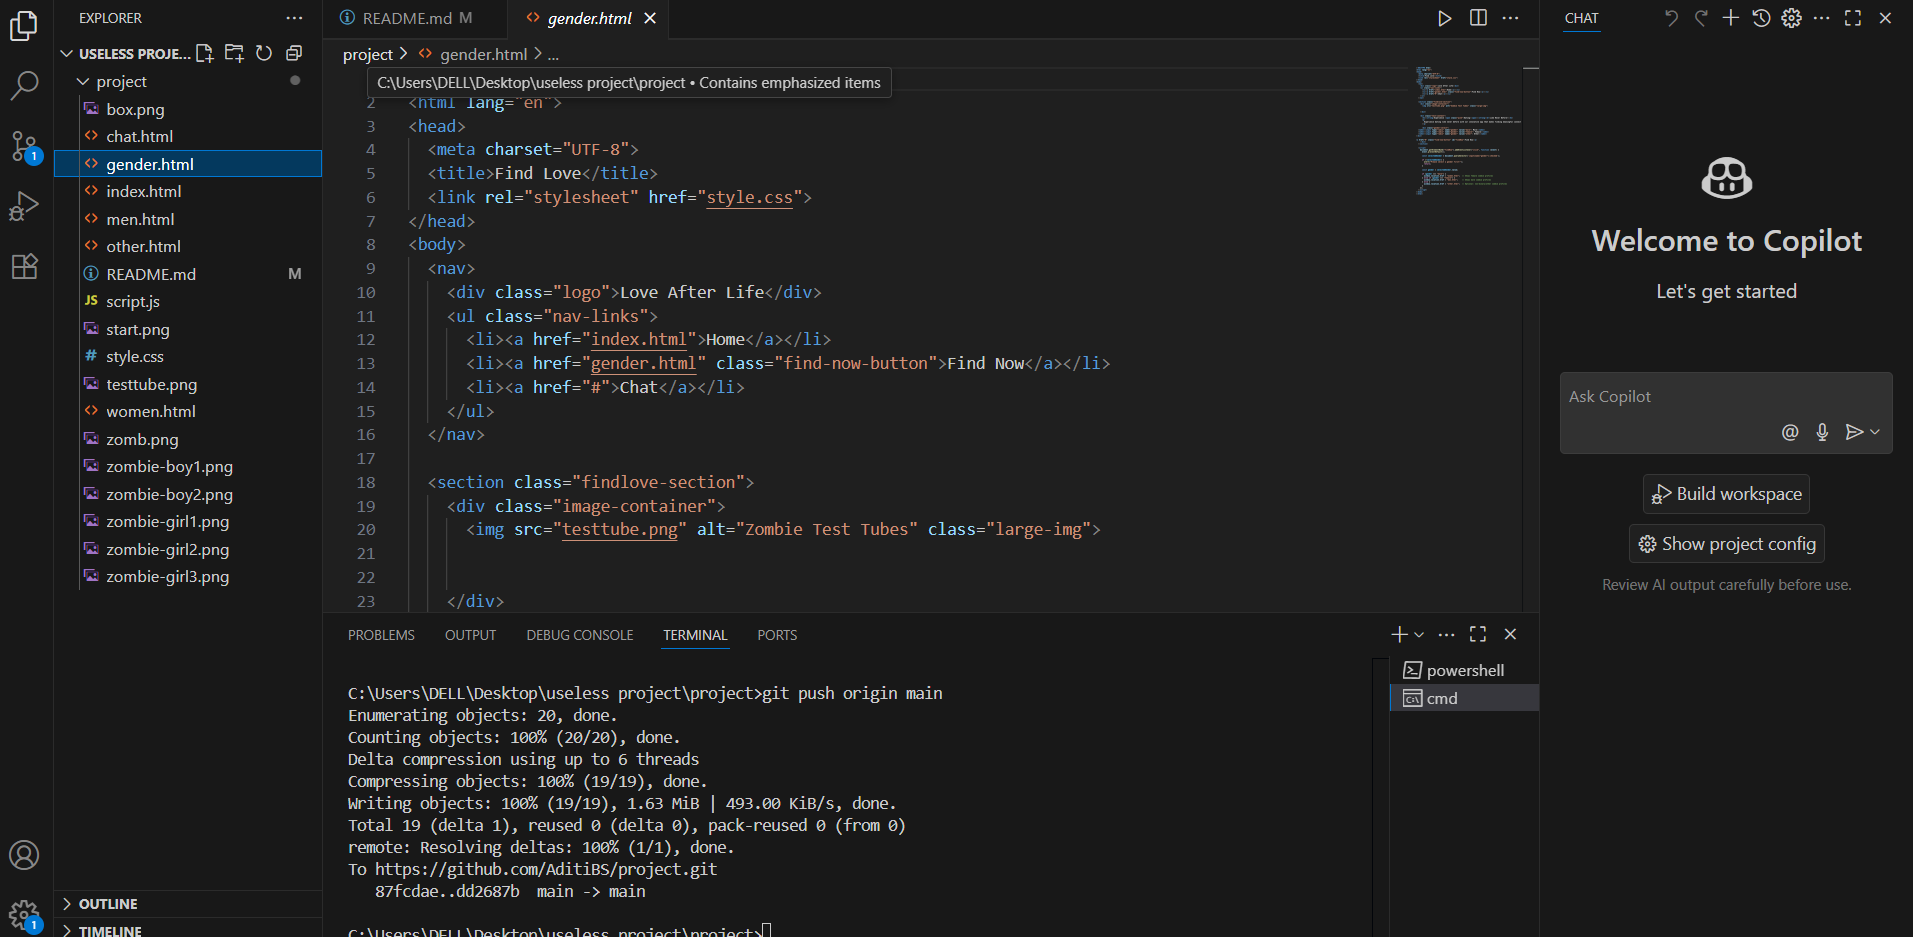 EXPLORER
USELESS PROJE...
project
box.png
chat.html
gender.html
index.html
men.html
other.html
README.md M
JS script.js
start.png
# style.css
testtube.png
women.html
zomb.png
zombie-boy1.png
zombie-boy2.png
zombie-girl1.png
zombie-girl2.png
zombie-girl3.png
OUTLINE
TIMELINE
1
1
README.md M
gender.html
project > gender.html > ...
C:\Users\DELL\Desktop\useless project\project • Contains emphasized items
2 <html lang="en">
3 <head>
4 <meta charset="UTF-8">
5 <title>Find Love</title>
6 <link rel="stylesheet" href="style.css">
7 </head>
8 <body>
9 <nav>
10 <div class="logo">Love After Life</div>
11 <ul class="nav-links">
12 <li><a href="index.html">Home</a></li>
13 <li><a href="gender.html" class="find-now-button">Find Now</a></li>
14 <li><a href="#">Chat</a></li>
15 </ul>
16 </nav>
17
18 <section class="findlove-section">
19 <div class="image-container">
20 <img src="testtube.png" alt="Zombie Test Tubes" class="large-img">
21
22
23 </div>
PROBLEMS OUTPUT DEBUG CONSOLE TERMINAL PORTS
C:\Users\DELL\Desktop\useless project\project>git push origin main
Enumerating objects: 20, done.
Counting objects: 100% (20/20), done.
Delta compression using up to 6 threads
Compressing objects: 100% (19/19), done.
Writing objects: 100% (19/19), 1.63 MiB | 493.00 KiB/s, done.
Total 19 (delta 1), reused 0 (delta 0), pack-reused 0 (from 0)
remote: Resolving deltas: 100% (1/1), done.
To https://github.com/AditiBS/project.git
87fcdae..dd2687b main -> main
C:\Users\DELL\Desktop\useless project\project>
powershell
cmd
CHAT
Welcome to Copilot
Let's get started
Ask Copilot
Build workspace
Show project config
Review AI output carefully before use.